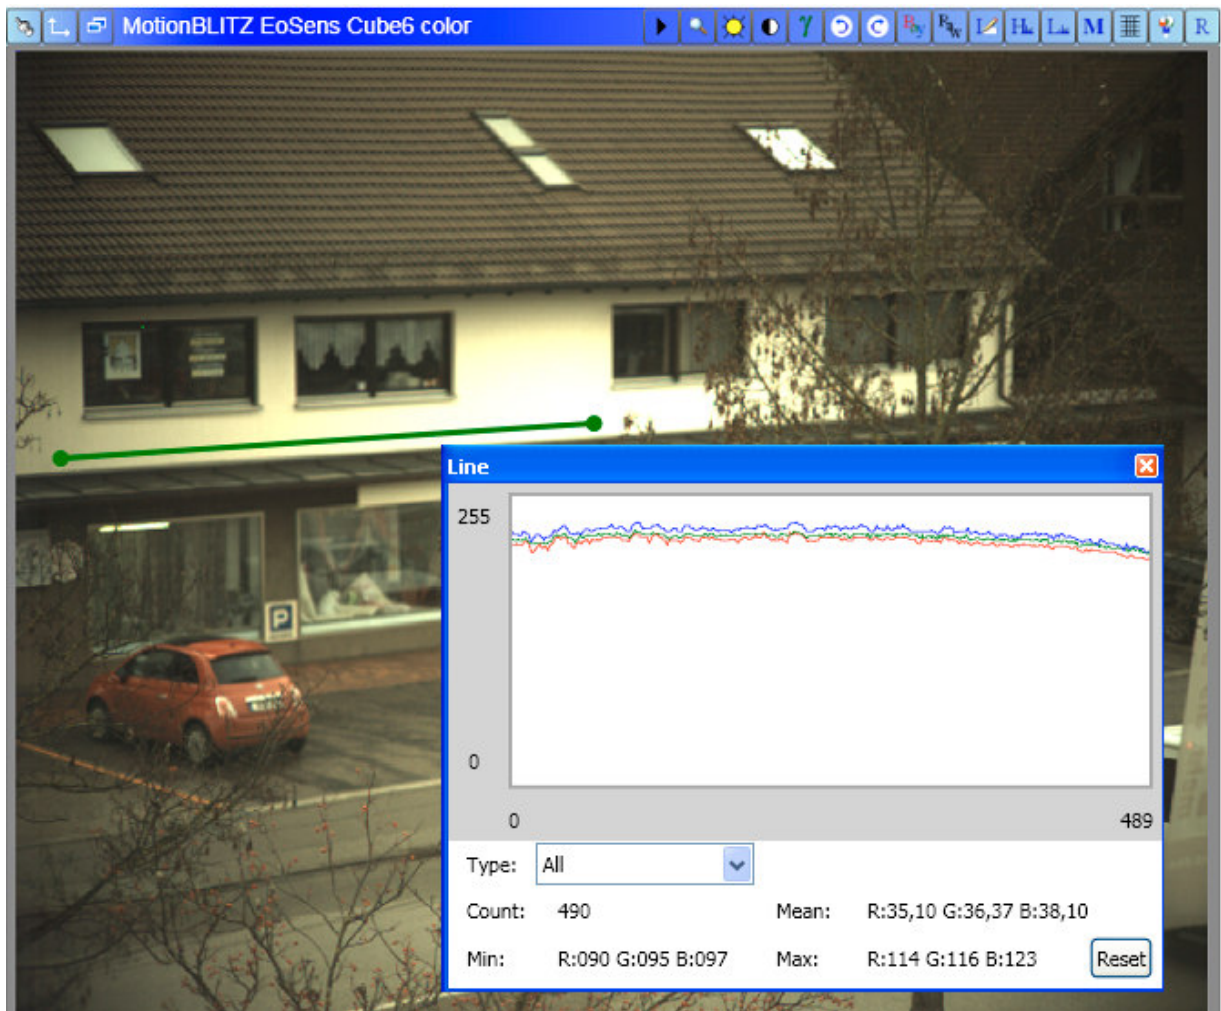 MotionBLITZ EoSens Cube6 color
R
M
P
Line
255
0
0 489
Type: All
Count: 490 Mean: R:35,10 G:36,37 B:38,10
Min: R:090 G:095 B:097 Max: R:114 G:116 B:123 Reset